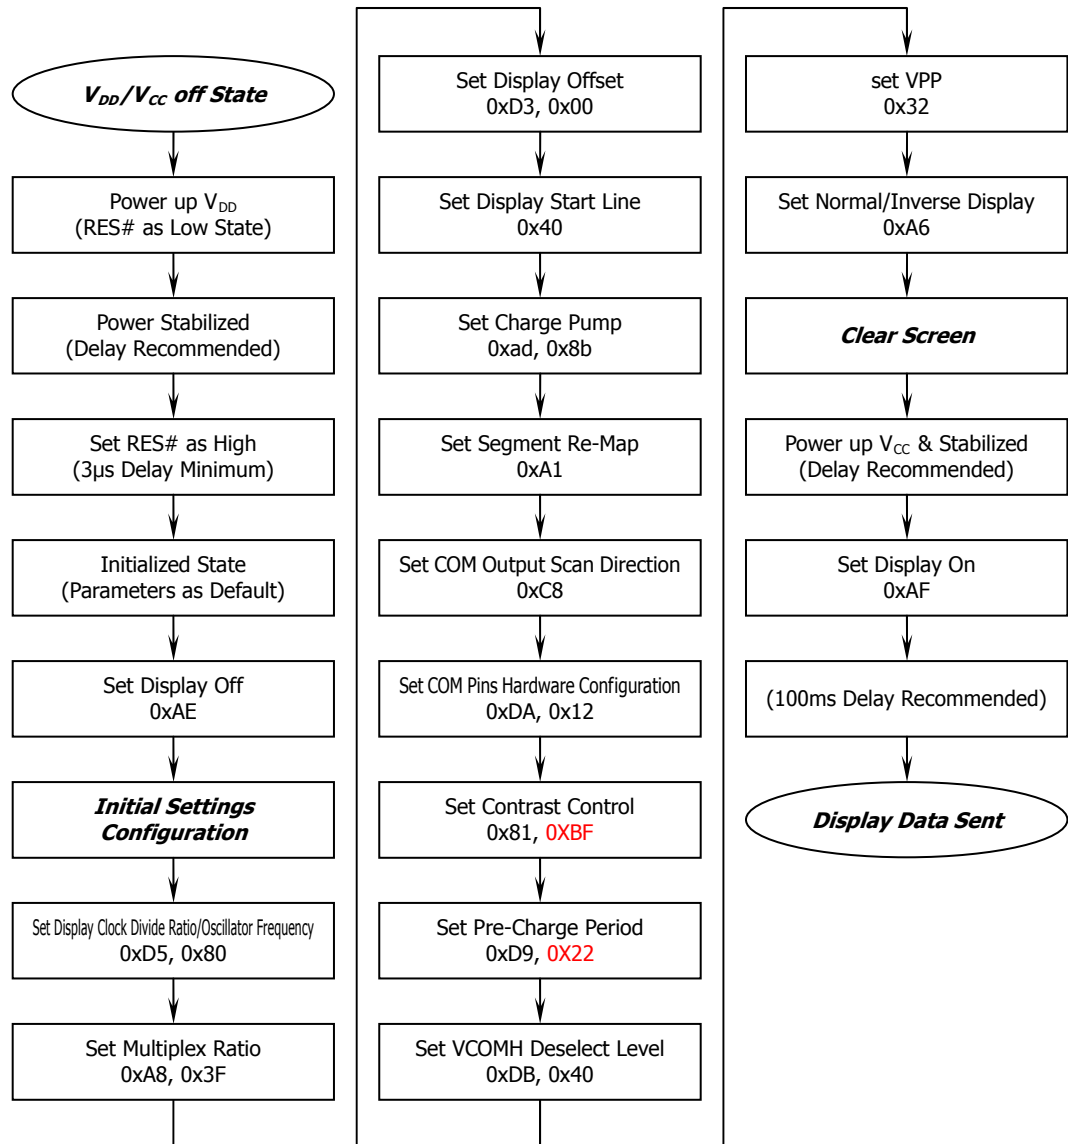 V_DD/V_CC off State
Power up V_DD
(RES# as Low State)
Power Stabilized
(Delay Recommended)
Set RES# as High
(3μs Delay Minimum)
Initialized State
(Parameters as Default)
Set Display Off
0xAE
Initial Settings
Configuration
Set Display Clock Divide Ratio/Oscillator Frequency
0xD5, 0x80
Set Multiplex Ratio
0xA8, 0x3F
Set Display Offset
0xD3, 0x00
Set Display Start Line
0x40
Set Charge Pump
0xad, 0x8b
Set Segment Re-Map
0xA1
Set COM Output Scan Direction
0xC8
Set COM Pins Hardware Configuration
0xDA, 0x12
Set Contrast Control
0x81, 0XBF
Set Pre-Charge Period
0xD9, 0X22
Set VCOMH Deselect Level
0xDB, 0x40
set VPP
0x32
Set Normal/Inverse Display
0xA6
Clear Screen
Power up V_CC & Stabilized
(Delay Recommended)
Set Display On
0xAF
(100ms Delay Recommended)
Display Data Sent